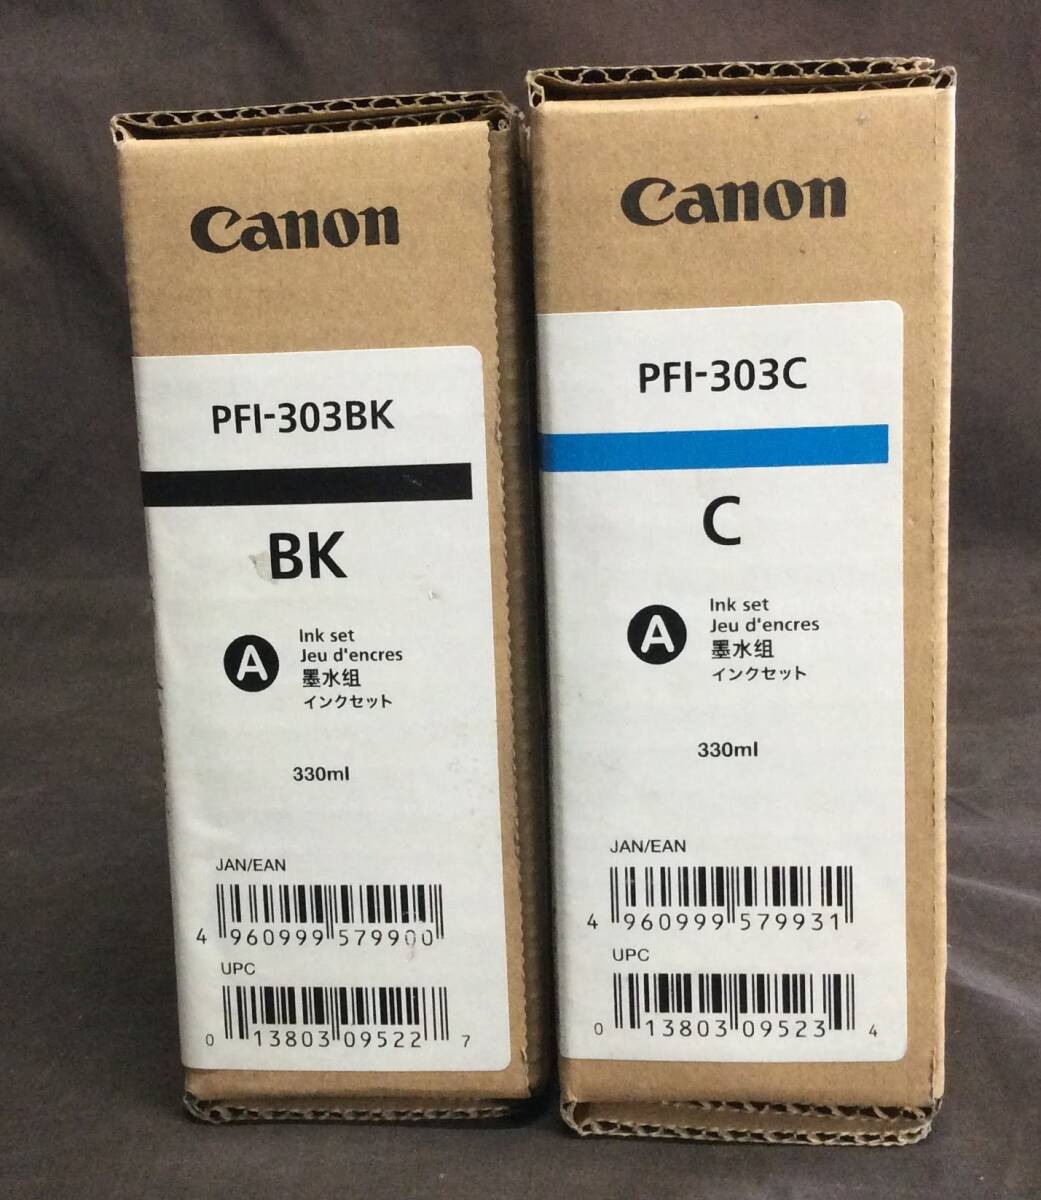 Canon
PFI-303BK
BK
A
Ink set
Jeu d'encres
墨水组
インクセット
330ml
JAN/EAN
4 960999 579900
UPC
0 13803 09522 7
Canon
PFI-303C
C
A
Ink set
Jeu d'encres
墨水组
インクセット
330ml
JAN/EAN
4 960999 579931
UPC
0 13803 09523 4